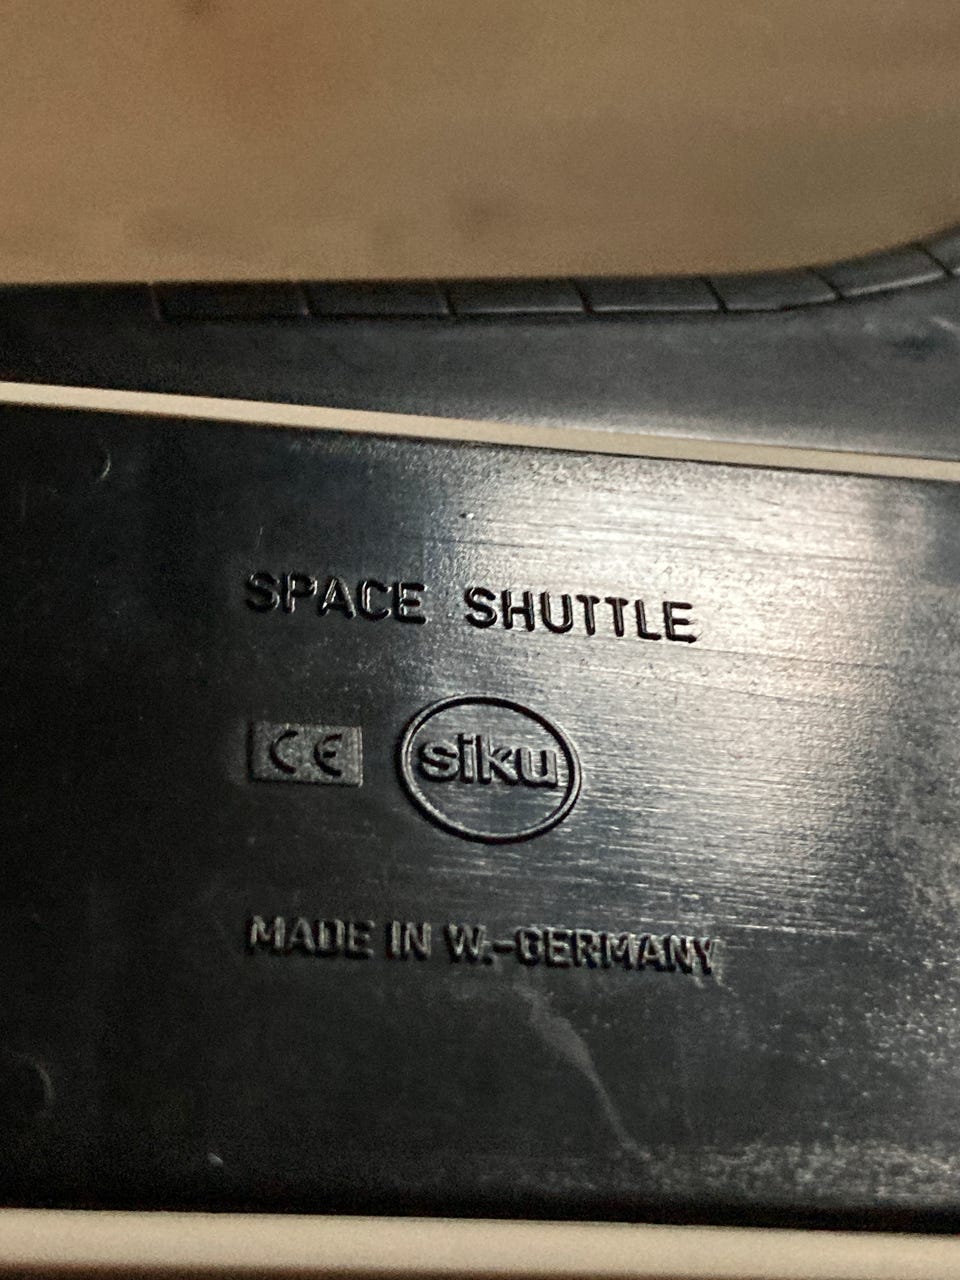 SPACE SHUTTLE
CE siku
MADE IN W.-GERMANY